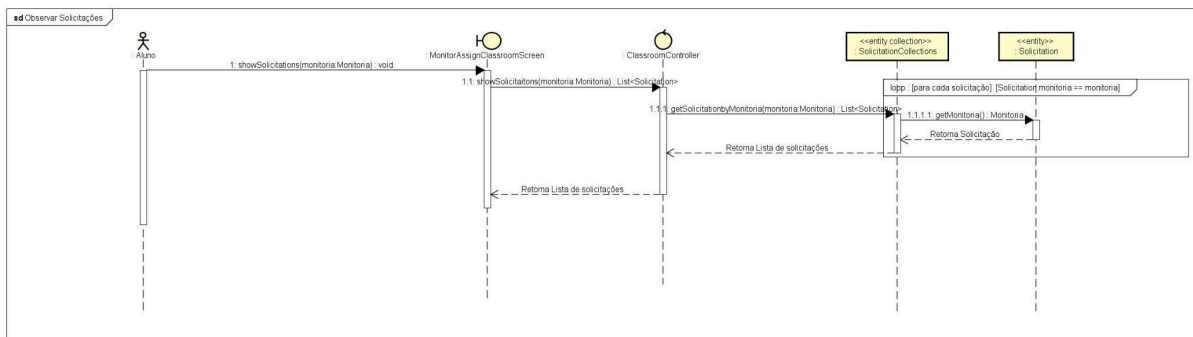 sd Observar Solicitações
: Aluno
: MonitorAssignClassroomScreen
: ClassroomController
<<entity collection>>
: SolicitationCollections
<<entity>>
: Solicitation
1: showSolicitations(monitoria:Monitoria) : void
1.1: showSolicitaitons(monitoria:Monitoria) : List<Solicitation>
loop : [para cada solicitação] [Solicitation.monitoria == monitoria]
1.1.1: getSolicitationbyMonitoria(monitoria:Monitoria) : List<Solicitation>
1.1.1.1: getMonitoria() : Monitoria
Retorna Solicitação
Retorna Lista de solicitações
Retorna Lista de solicitações